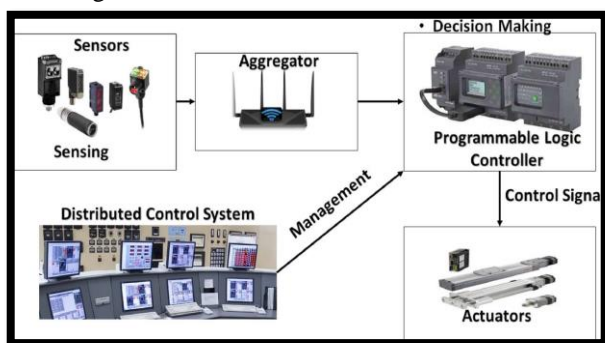 • Decision Making
Sensors
Aggregator
Sensing
Programmable Logic
Controller
Management
Control Signa
Distributed Control System
Actuators